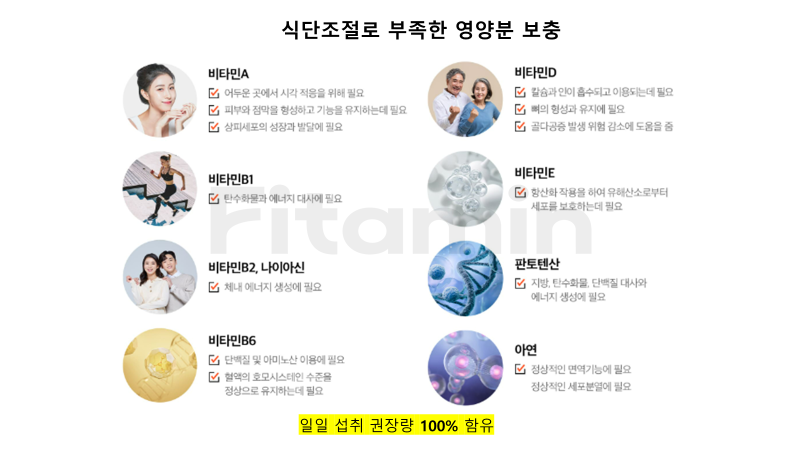 식단조절로 부족한 영양분 보충
비타민A
어두운 곳에서 시각 적응을 위해 필요
피부와 점막을 형성하고 기능을 유지하는데 필요
상피세포의 성장과 발달에 필요
비타민B1
탄수화물과 에너지 대사에 필요
비타민B2, 나이아신
체내 에너지 생성에 필요
비타민B6
단백질 및 아미노산 이용에 필요
혈액의 호모시스테인 수준을
정상으로 유지하는데 필요
비타민D
칼슘과 인이 흡수되고 이용되는데 필요
뼈의 형성과 유지에 필요
골다공증 발생 위험 감소에 도움을 줌
비타민E
항산화 작용을 하여 유해산소로부터
세포를 보호하는데 필요
판토텐산
지방, 탄수화물, 단백질 대사와
에너지 생성에 필요
아연
정상적인 면역기능에 필요
정상적인 세포분열에 필요
Fitamin
일일 섭취 권장량 100% 함유